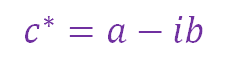 c* = a − ib